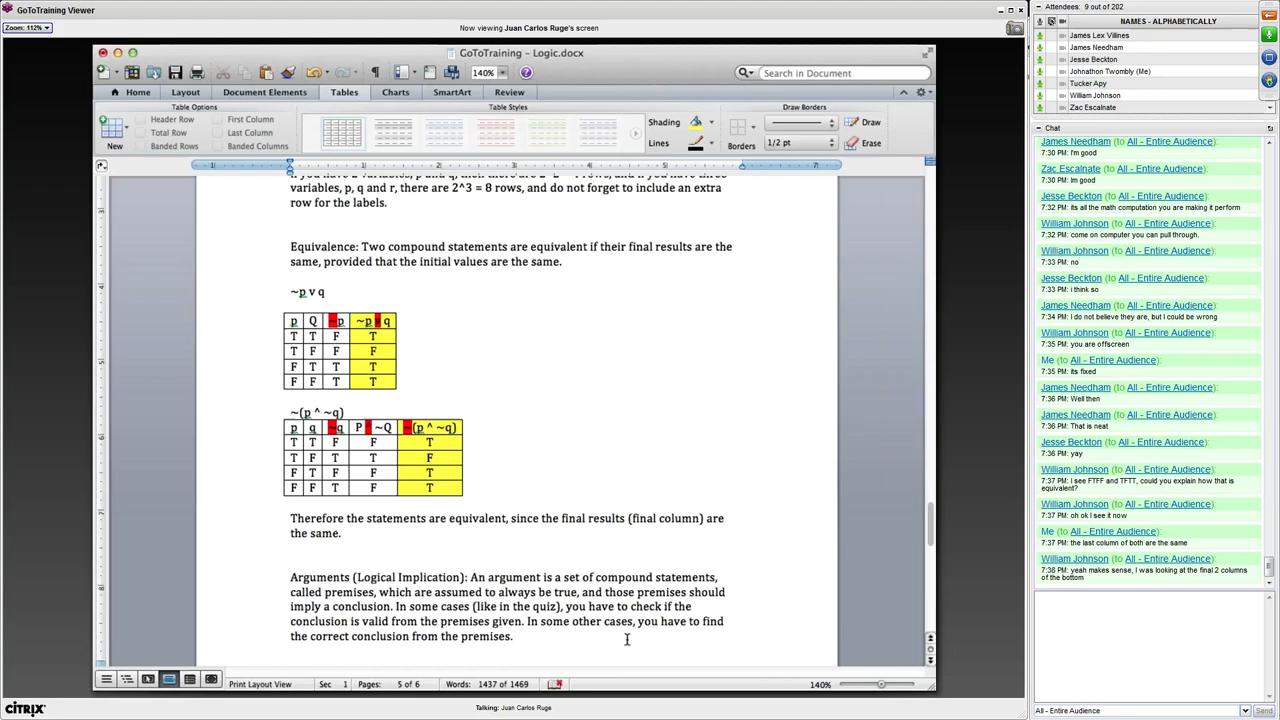 GoToTraining Viewer
Zoom: 112%
Now viewing Juan Carlos Ruge's screen
GoToTraining – Logic.docx
140%
Search in Document
Home Layout Document Elements Tables Charts SmartArt Review
Table Options Table Styles Draw Borders
Header Row First Column
Total Row Last Column
Banded Rows Banded Columns
New
Shading
Lines
Borders
1/2 pt
Draw
Erase
variables, p, q and r, there are 2^3 = 8 rows, and do not forget to include an extra
row for the labels.
Equivalence: Two compound statements are equivalent if their final results are the
same, provided that the initial values are the same.
~p v q
p Q ~p ~p v q
T T F T
T F F F
F T T T
F F T T
~(p ^ ~q)
p q ~q P ^ ~Q ~(p ^ ~q)
T T F F T
T F T T F
F T F F T
F F T F T
Therefore the statements are equivalent, since the final results (final column) are
the same.
Arguments (Logical Implication): An argument is a set of compound statements,
called premises, which are assumed to always be true, and those premises should
imply a conclusion. In some cases (like in the quiz), you have to check if the
conclusion is valid from the premises given. In some other cases, you have to find
the correct conclusion from the premises.
Print Layout View Sec 1 Pages: 5 of 6 Words: 1437 of 1469 140%
CITRIX
Talking: Juan Carlos Ruge
Attendees: 9 out of 202
NAMES - ALPHABETICALLY
James Lex Villines
James Needham
Jesse Beckton
Johnathon Twombly (Me)
Tucker Apy
William Johnson
Zac Escalnate
Chat
James Needham (to All - Entire Audience):
7:30 PM: I'm good
Zac Escalnate (to All - Entire Audience):
7:30 PM: Im good
Jesse Beckton (to All - Entire Audience):
7:32 PM: its all the math computation you are making it perform
William Johnson (to All - Entire Audience):
7:32 PM: come on computer you can pull through.
William Johnson (to All - Entire Audience):
7:33 PM: no
Jesse Beckton (to All - Entire Audience):
7:33 PM: i think so
James Needham (to All - Entire Audience):
7:34 PM: I do not believe they are, but I could be wrong
William Johnson (to All - Entire Audience):
7:35 PM: you are offscreen
Me (to All - Entire Audience):
7:35 PM: its fixed
James Needham (to All - Entire Audience):
7:36 PM: Well then
James Needham (to All - Entire Audience):
7:36 PM: That is neat
Jesse Beckton (to All - Entire Audience):
7:36 PM: yay
William Johnson (to All - Entire Audience):
7:37 PM: I see FTFF and TFTT, could you explain how that is
equivalent?
William Johnson (to All - Entire Audience):
7:37 PM: oh ok I see it now
Me (to All - Entire Audience):
7:37 PM: the last column of both are the same
William Johnson (to All - Entire Audience):
7:38 PM: yeah makes sense, I was looking at the final 2 columns
of the bottom
All - Entire Audience
Send